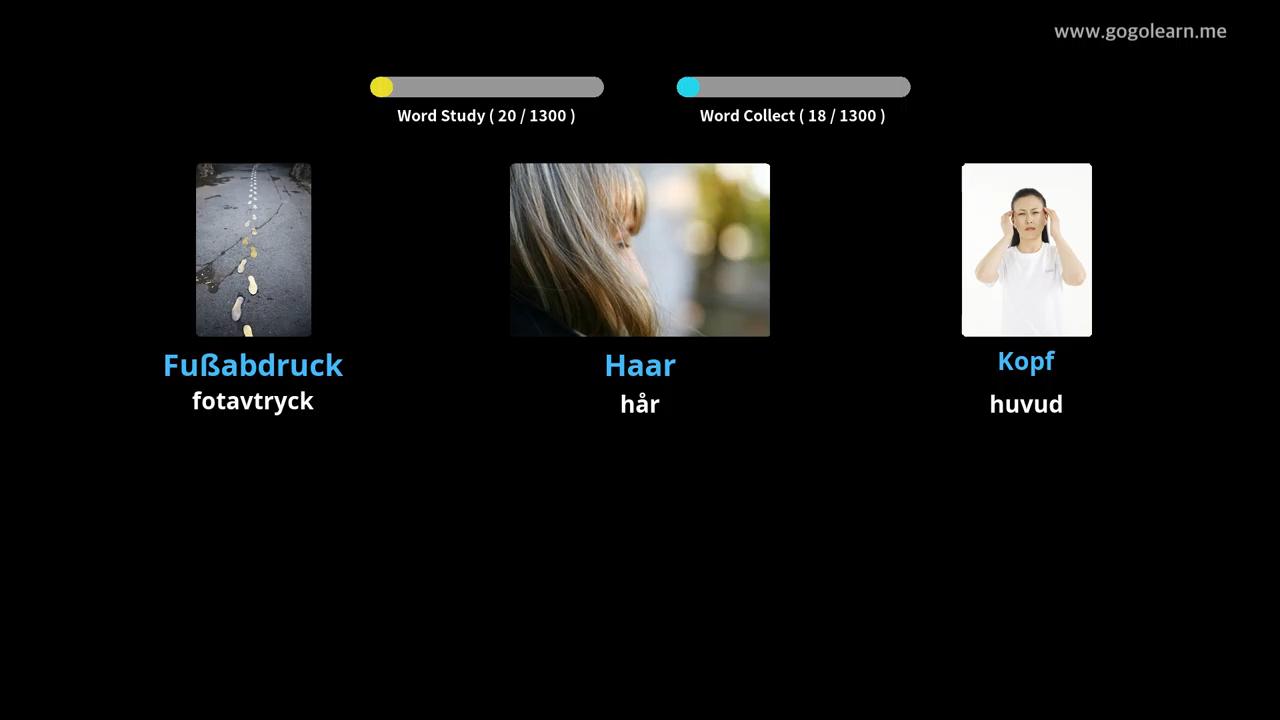 www.gogolearn.me
Word Study ( 20 / 1300 )
Word Collect ( 18 / 1300 )
Fußabdruck
fotavtryck
Haar
hår
Kopf
huvud